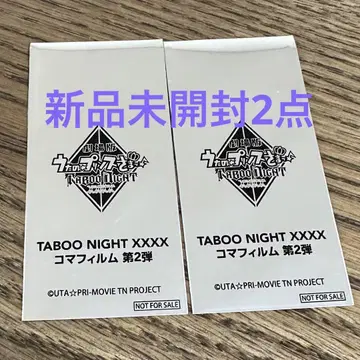 新品未開封2点
劇場版
うたの☆プリンスさまっ♪
TABOO NIGHT
TABOO NIGHT XXXX
コマフィルム 第2弾
©UTA☆PRI-MOVIE TN PROJECT
NOT FOR SALE
劇場版
うたの☆プリンスさまっ♪
TABOO NIGHT
TABOO NIGHT XXXX
コマフィルム 第2弾
©UTA☆PRI-MOVIE TN PROJECT
NOT FOR SALE